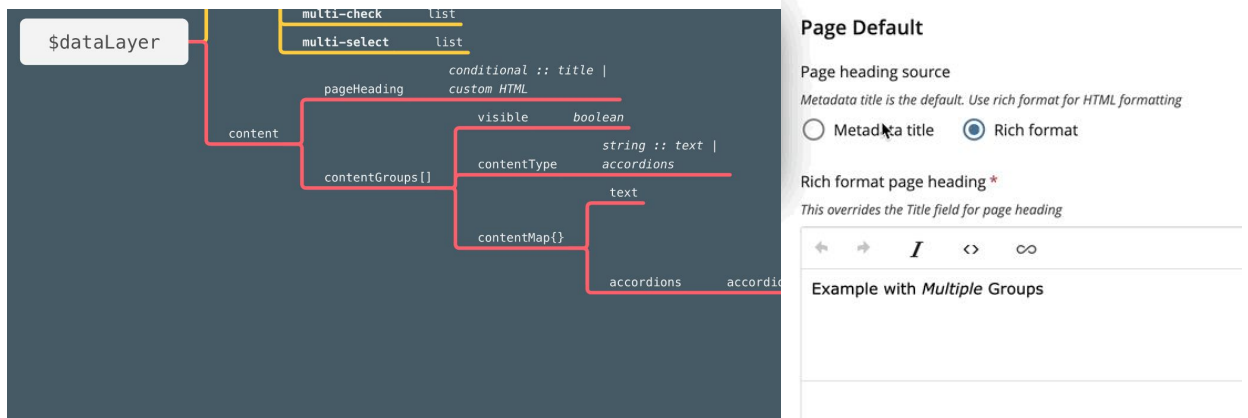 multi-check list
$dataLayer
multi-select list
conditional :: title |
pageHeading custom HTML
visible boolean
content
string :: text |
contentType accordions
contentGroups[]
text
contentMap{}
accordions
Page Default
Page heading source
Metadata title is the default. Use rich format for HTML formatting
Metadata title Rich format
Rich format page heading *
This overrides the Title field for page heading
I <>
Example with Multiple Groups